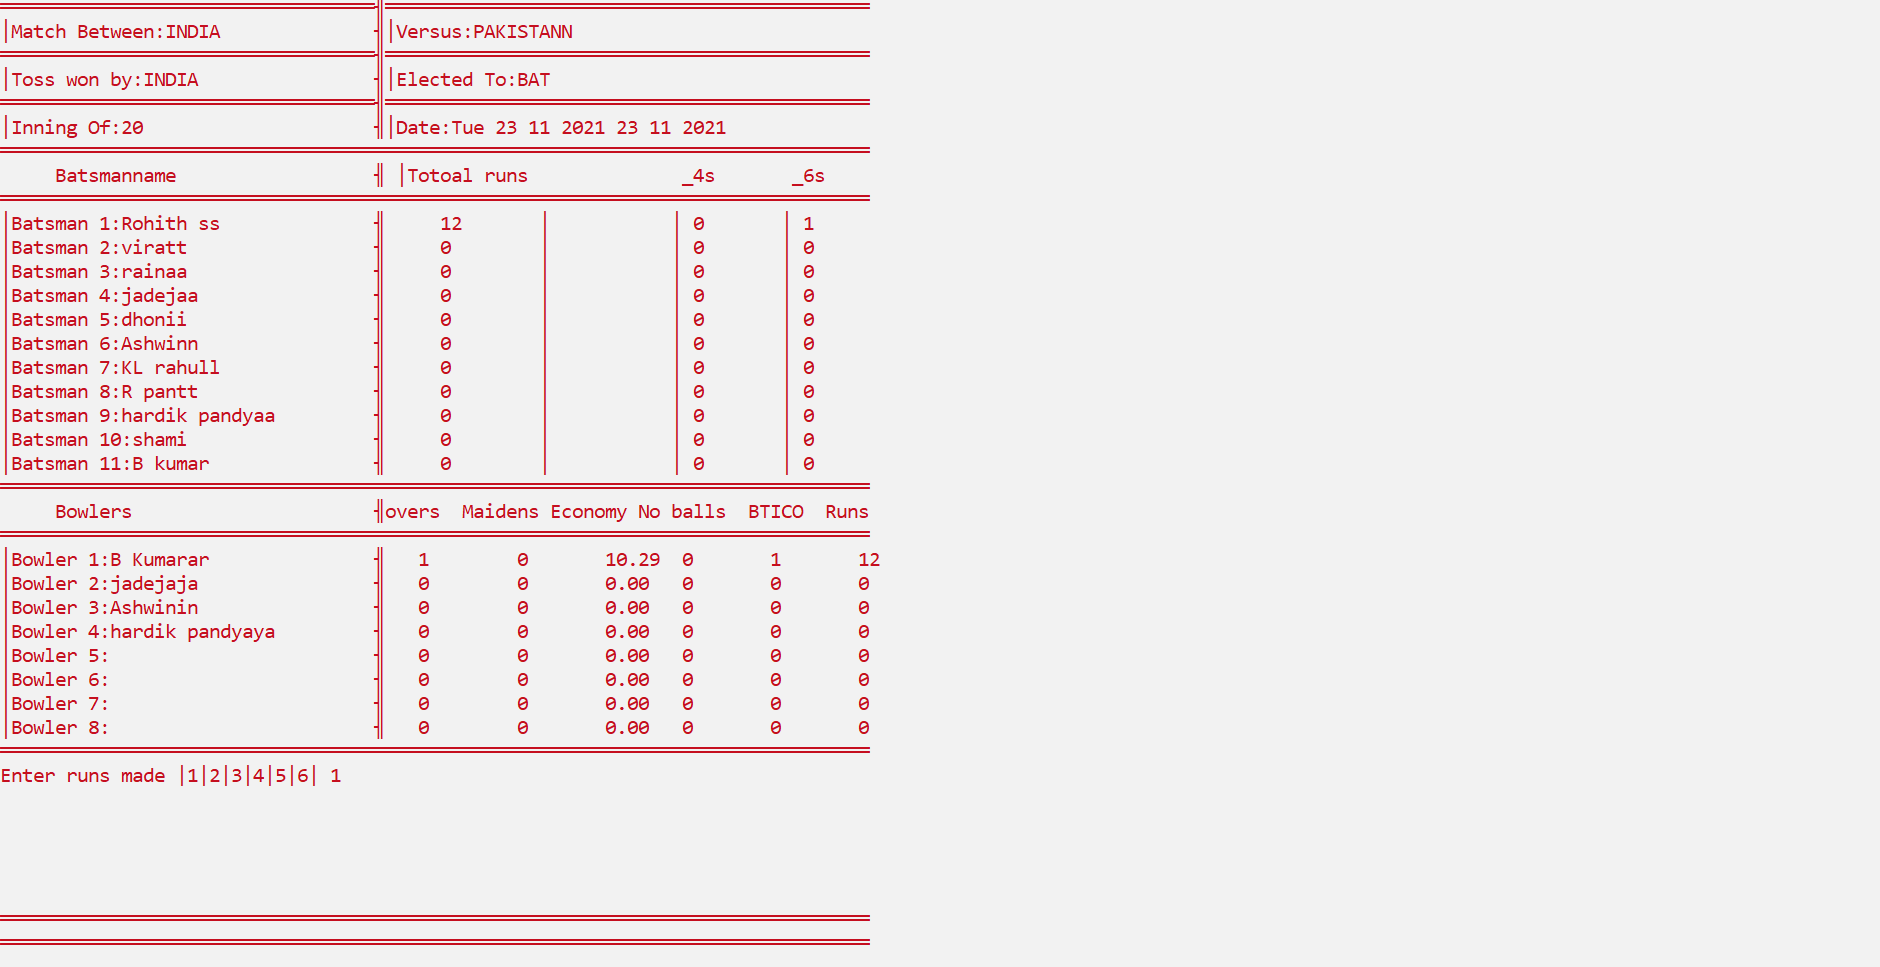 |Match Between:INDIA ╢|Versus:PAKISTANN
|Toss won by:INDIA ╢|Elected To:BAT
|Inning Of:20 ╢|Date:Tue 23 11 2021 23 11 2021
Batsmanname ╢ |Totoal runs _4s _6s
|Batsman 1:Rohith ss ╢ 12 | | 0 | 1
|Batsman 2:viratt ╢ 0 | | 0 | 0
|Batsman 3:rainaa ╢ 0 | | 0 | 0
|Batsman 4:jadejaa ╢ 0 | | 0 | 0
|Batsman 5:dhonii ╢ 0 | | 0 | 0
|Batsman 6:Ashwinn ╢ 0 | | 0 | 0
|Batsman 7:KL rahull ╢ 0 | | 0 | 0
|Batsman 8:R pantt ╢ 0 | | 0 | 0
|Batsman 9:hardik pandyaa ╢ 0 | | 0 | 0
|Batsman 10:shami ╢ 0 | | 0 | 0
|Batsman 11:B kumar ╢ 0 | | 0 | 0
Bowlers ╢overs Maidens Economy No balls BTICO Runs
|Bowler 1:B Kumarar ╢ 1 0 10.29 0 1 12
|Bowler 2:jadejaja ╢ 0 0 0.00 0 0 0
|Bowler 3:Ashwinin ╢ 0 0 0.00 0 0 0
|Bowler 4:hardik pandyaya ╢ 0 0 0.00 0 0 0
|Bowler 5: ╢ 0 0 0.00 0 0 0
|Bowler 6: ╢ 0 0 0.00 0 0 0
|Bowler 7: ╢ 0 0 0.00 0 0 0
|Bowler 8: ╢ 0 0 0.00 0 0 0
Enter runs made |1|2|3|4|5|6| 1